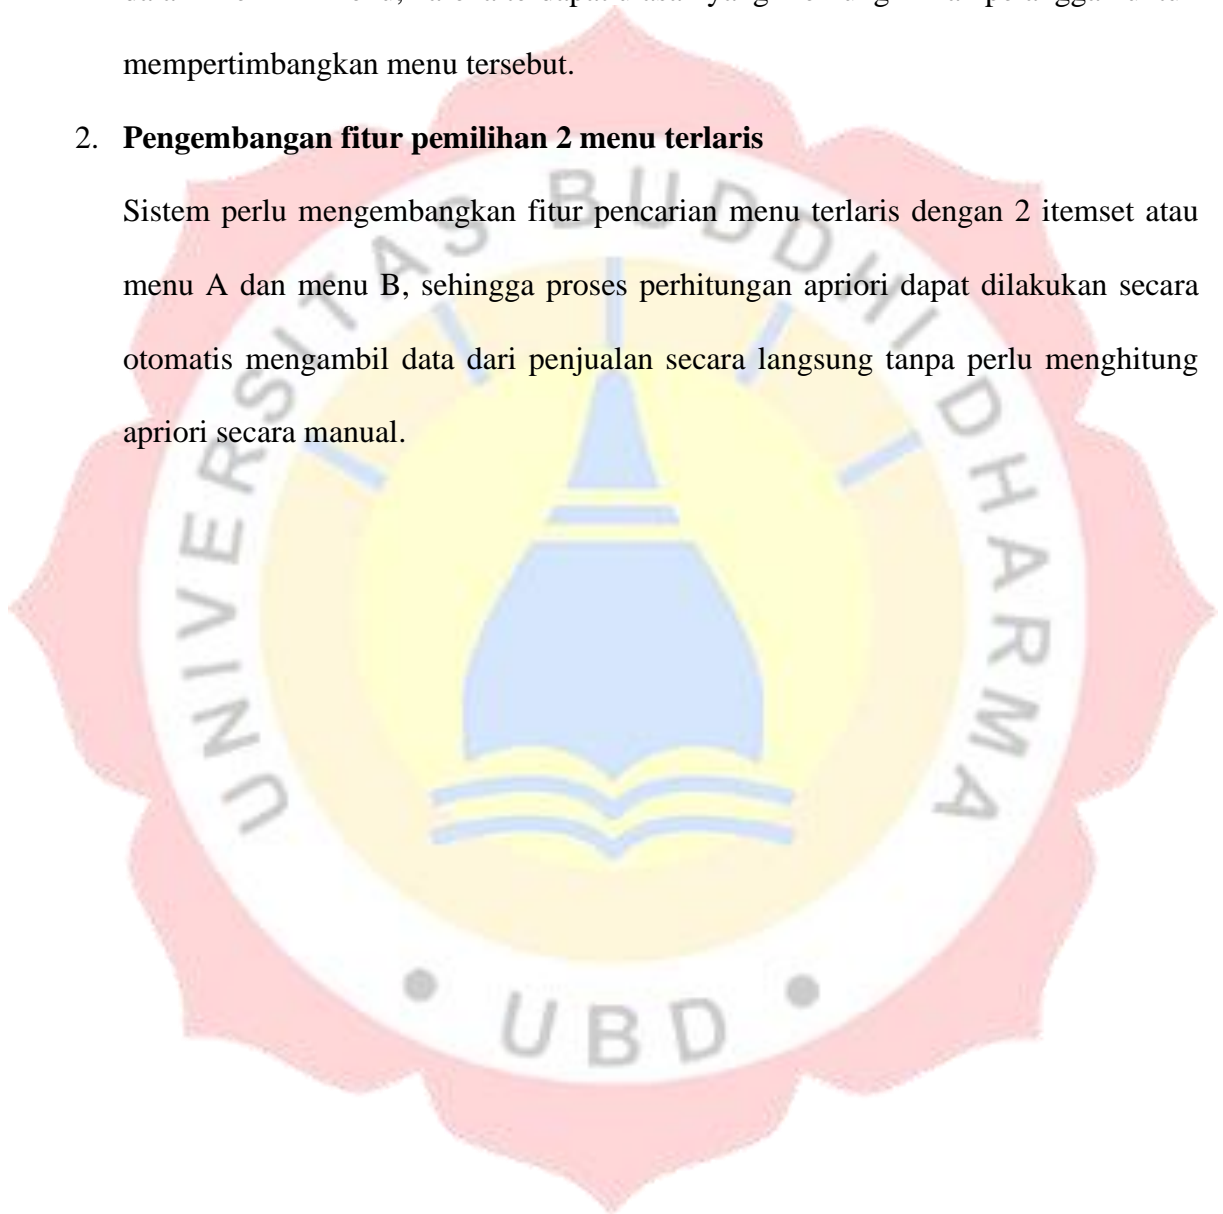 mempertimbangkan menu tersebut.
2. Pengembangan fitur pemilihan 2 menu terlaris
Sistem perlu mengembangkan fitur pencarian menu terlaris dengan 2 itemset atau
menu A dan menu B, sehingga proses perhitungan apriori dapat dilakukan secara
otomatis mengambil data dari penjualan secara langsung tanpa perlu menghitung
apriori secara manual.
UNIVERSITAS BUDDHI DHARMA
• UBD •